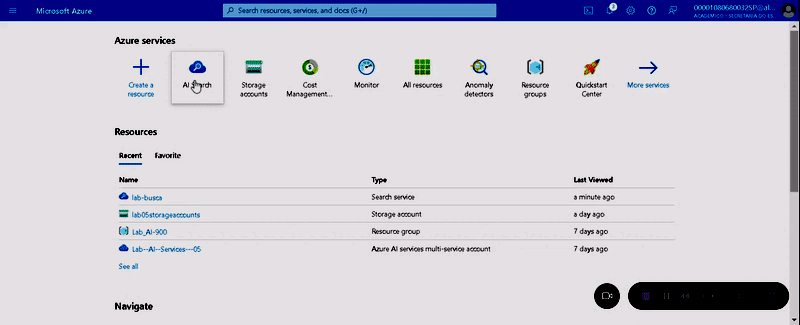 Microsoft Azure
Search resources, services, and docs (G+/)
2
00001080680032SP@al...
ACADEMICO - SECRETARIA DO ES...
Azure services
Create a resource
AI Search
Storage accounts
Cost Management...
Monitor
All resources
Anomaly detectors
Resource groups
Quickstart Center
More services
Resources
Recent
Favorite
Name
Type
Last Viewed
lab-busca
Search service
a minute ago
lab05storageaccounts
Storage account
a day ago
Lab_AI-900
Resource group
7 days ago
Lab--AI--Services---05
Azure AI services multi-service account
7 days ago
See all
Navigate